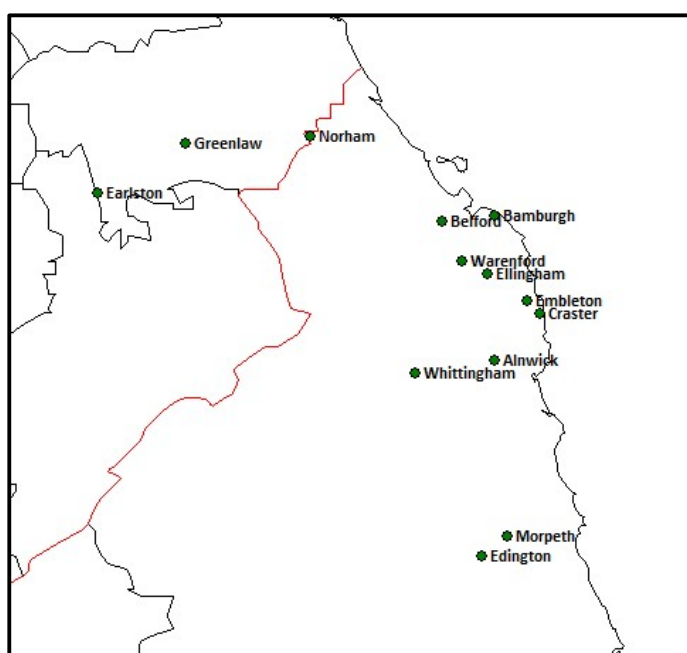 Norham
Greenlaw
Earlston
Bamburgh
Belford
Warenford
Ellingham
Embleton
Craster
Alnwick
Whittingham
Morpeth
Edington